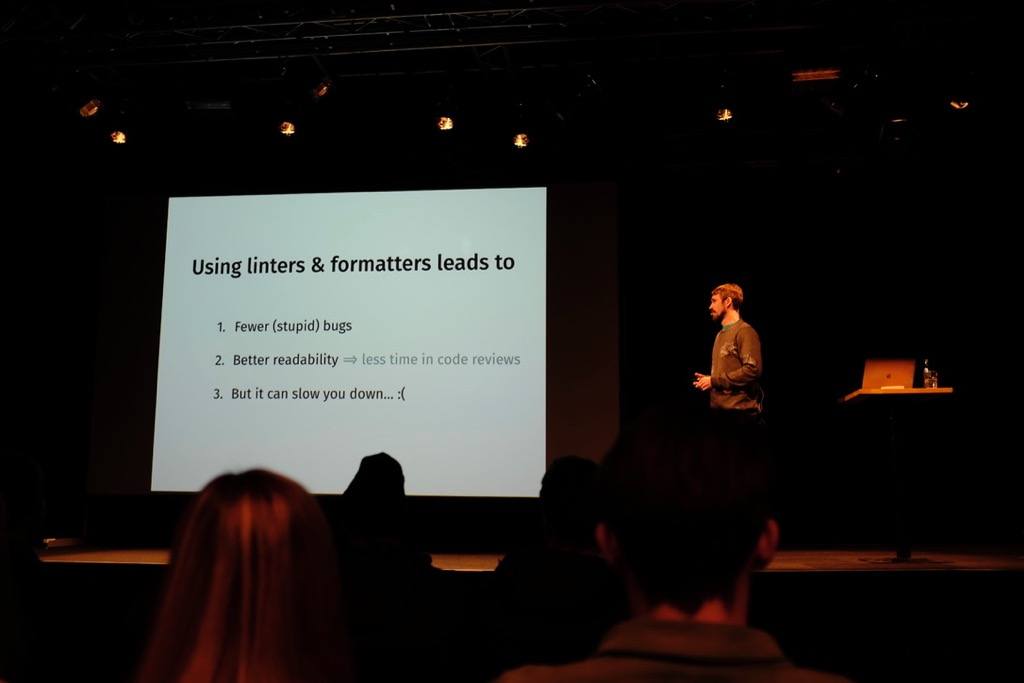 Using linters & formatters leads to
1. Fewer (stupid) bugs
2. Better readability ⇒ less time in code reviews
3. But it can slow you down... :(